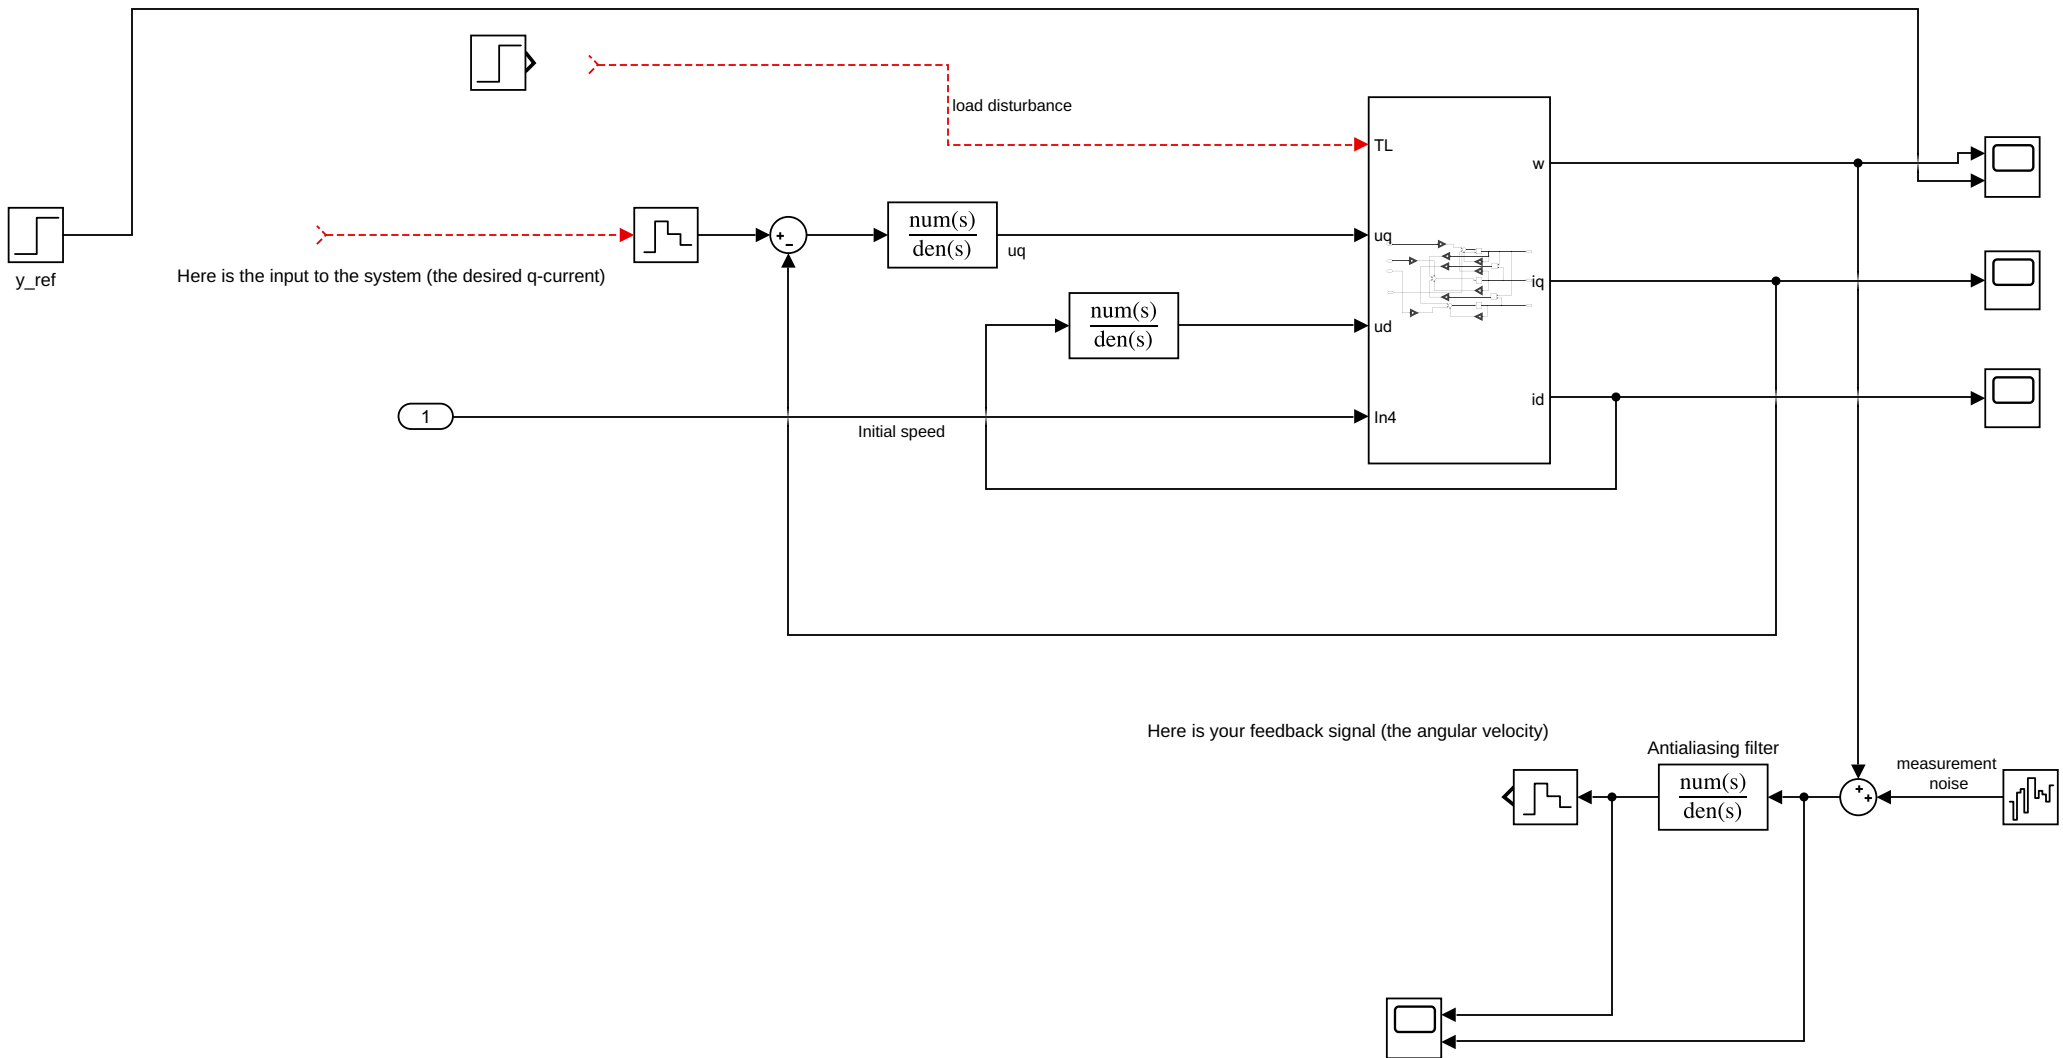 load disturbance
TL
w
y_ref
Here is the input to the system (the desired q-current)
num(s)
den(s)
uq
uq
iq
num(s)
den(s)
ud
id
1
Initial speed
In4
Here is your feedback signal (the angular velocity)
Antialiasing filter
num(s)
den(s)
measurement
noise